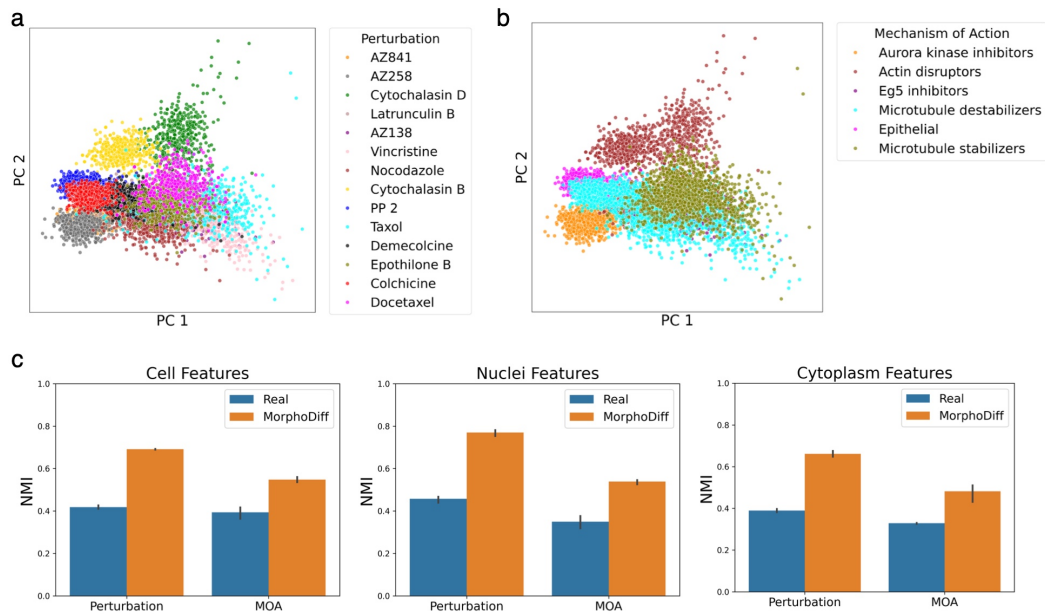 a
Perturbation
AZ841
AZ258
Cytochalasin D
Latrunculin B
AZ138
Vincristine
Nocodazole
Cytochalasin B
PP 2
Taxol
Demecolcine
Epothilone B
Colchicine
Docetaxel
PC 2
PC 1
b
Mechanism of Action
Aurora kinase inhibitors
Actin disruptors
Eg5 inhibitors
Microtubule destabilizers
Epithelial
Microtubule stabilizers
PC 2
PC 1
c
Cell Features
Real
MorphoDiff
NMI
1.0
0.8
0.6
0.4
0.2
0.0
Perturbation
MOA
Nuclei Features
Real
MorphoDiff
NMI
1.0
0.8
0.6
0.4
0.2
0.0
Perturbation
MOA
Cytoplasm Features
Real
MorphoDiff
NMI
1.0
0.8
0.6
0.4
0.2
0.0
Perturbation
MOA